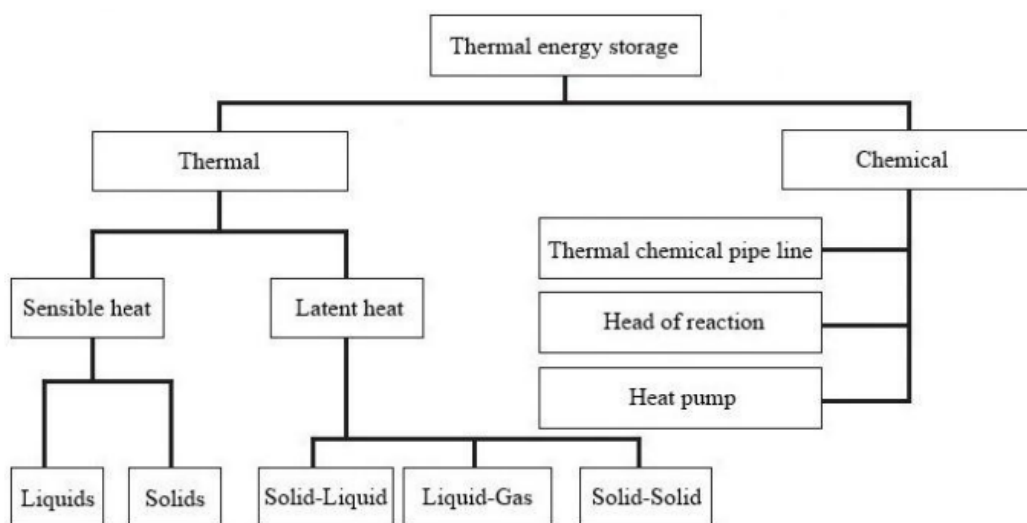 Thermal energy storage
Thermal
Chemical
Thermal chemical pipe line
Sensible heat
Latent heat
Head of reaction
Heat pump
Liquids
Solids
Solid-Liquid
Liquid-Gas
Solid-Solid